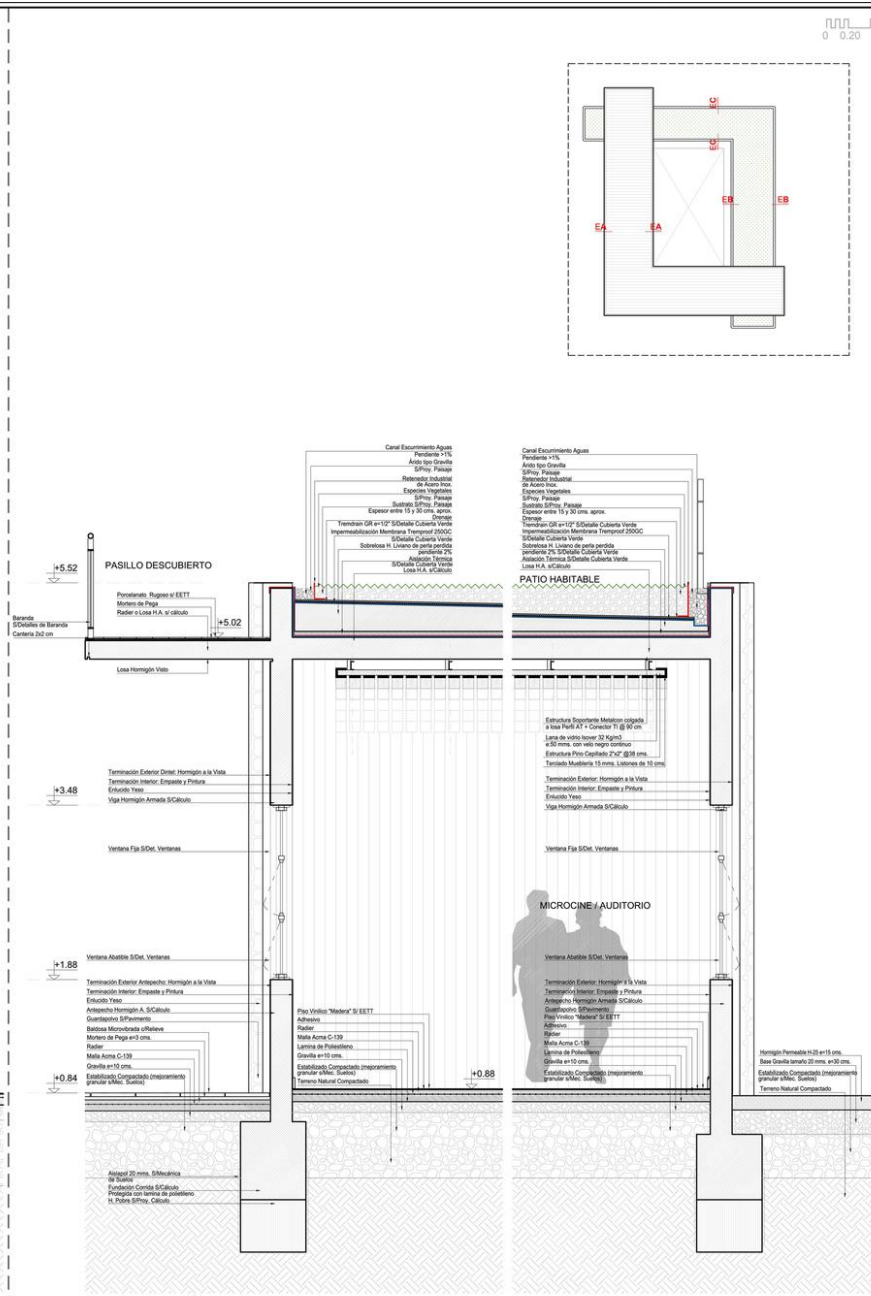 0 0.20
EC
EC
EB
EB
EA
EA
Canal Escurrimiento Aguas
Pendiente >1%
Árido tipo Gravilla
S/Proy. Paisaje
Retenedor Industrial
de Acero Inox.
Especies Vegetales
S/Proy. Paisaje
Sustrato S/Proy. Paisaje
Espesor entre 15 y 30 cms. aprox.
Drenaje
Tremdrain GR e=1/2" S/Detalle Cubierta Verde
Impermeabilización Membrana Tremproof 250GC
S/Detalle Cubierta Verde
Sobrelosa H. Liviano de perla perdida
pendiente 2%
Aislación Térmica
S/Detalle Cubierta Verde
Losa H.A. s/Cálculo
Canal Escurrimiento Aguas
Pendiente >1%
Árido tipo Gravilla
S/Proy. Paisaje
Retenedor Industrial
de Acero Inox.
Especies Vegetales
S/Proy. Paisaje
Sustrato S/Proy. Paisaje
Espesor entre 15 y 30 cms. aprox.
Drenaje
Tremdrain GR e=1/2" S/Detalle Cubierta Verde
Impermeabilización Membrana Tremproof 250GC
S/Detalle Cubierta Verde
Sobrelosa H. Liviano de perla perdida
pendiente 2% S/Detalle Cubierta Verde
Aislación Térmica S/Detalle Cubierta Verde
Losa H.A. s/Cálculo
PASILLO DESCUBIERTO
+5.52
PATIO HABITABLE
Porcelanato Rugoso s/ EETT
Mortero de Pega
Radier o Losa H.A. s/ cálculo
Baranda
S/Detalles de Baranda
+5.02
Cantería 2x2 cm
Losa Hormigón Visto
Estructura Soportante Metalcon colgada
a losa Perfil AT + Conector TI @ 90 cm
Lana de vidrio Isover 32 Kg/m3
e:50 mms. con velo negro continuo
Estructura Pino Cepillado 2"x2" @38 cms.
Terciado Mueblería 15 mms. Listones de 10 cms.
Terminación Exterior Dintel: Hormigón a la Vista
Terminación Interior: Empaste y Pintura
Enlucido Yeso
Viga Hormigón Armada S/Cálculo
+3.48
Terminación Exterior: Hormigón a la Vista
Terminación Interior: Empaste y Pintura
Enlucido Yeso
Viga Hormigón Armada S/Cálculo
Ventana Fija S/Det. Ventanas
Ventana Fija S/Det. Ventanas
MICROCINE / AUDITORIO
Ventana Abatible S/Det. Ventanas
Ventana Abatible S/Det. Ventanas
+1.88
Terminación Exterior Antepecho: Hormigón a la Vista
Terminación Interior: Empaste y Pintura
Enlucido Yeso
Antepecho Hormigón A. S/Cálculo
Guardapolvo S/Pavimento
Baldosa Microvibrada c/Relieve
Mortero de Pega e=3 cms.
Radier
Malla Acma C-139
Gravilla e=10 cms.
Estabilizado Compactado (mejoramiento
granular s/Mec. Suelos)
+0.84
Piso Vinílico "Madera" S/ EETT
Adhesivo
Radier
Malla Acma C-139
Lamina de Poliestileno
Gravilla e=10 cms.
Estabilizado Compactado (mejoramiento
granular s/Mec. Suelos)
Terreno Natural Compactado
+0.88
Terminación Exterior: Hormigón a la Vista
Terminación Interior: Empaste y Pintura
Enlucido Yeso
Antepecho Hormigón Armada S/Cálculo
Guardapolvo S/Pavimento
Piso Vinílico "Madera" S/ EETT
Adhesivo
Radier
Malla Acma C-139
Lamina de Poliestileno
Gravilla e=10 cms.
Estabilizado Compactado (mejoramiento
granular s/Mec. Suelos)
Terreno Natural Compactado
Hormigón Permeable H-25 e=15 cms.
Base Gravilla tamaño 20 mms. e=30 cms.
Estabilizado Compactado (mejoramiento
granular s/Mec. Suelos)
Terreno Natural Compactado
Aislapol 20 mms. S/Mecánica
de Suelos
Fundación Corrida S/Cálculo
Protegida con lamina de polietileno
H. Pobre S/Proy. Cálculo